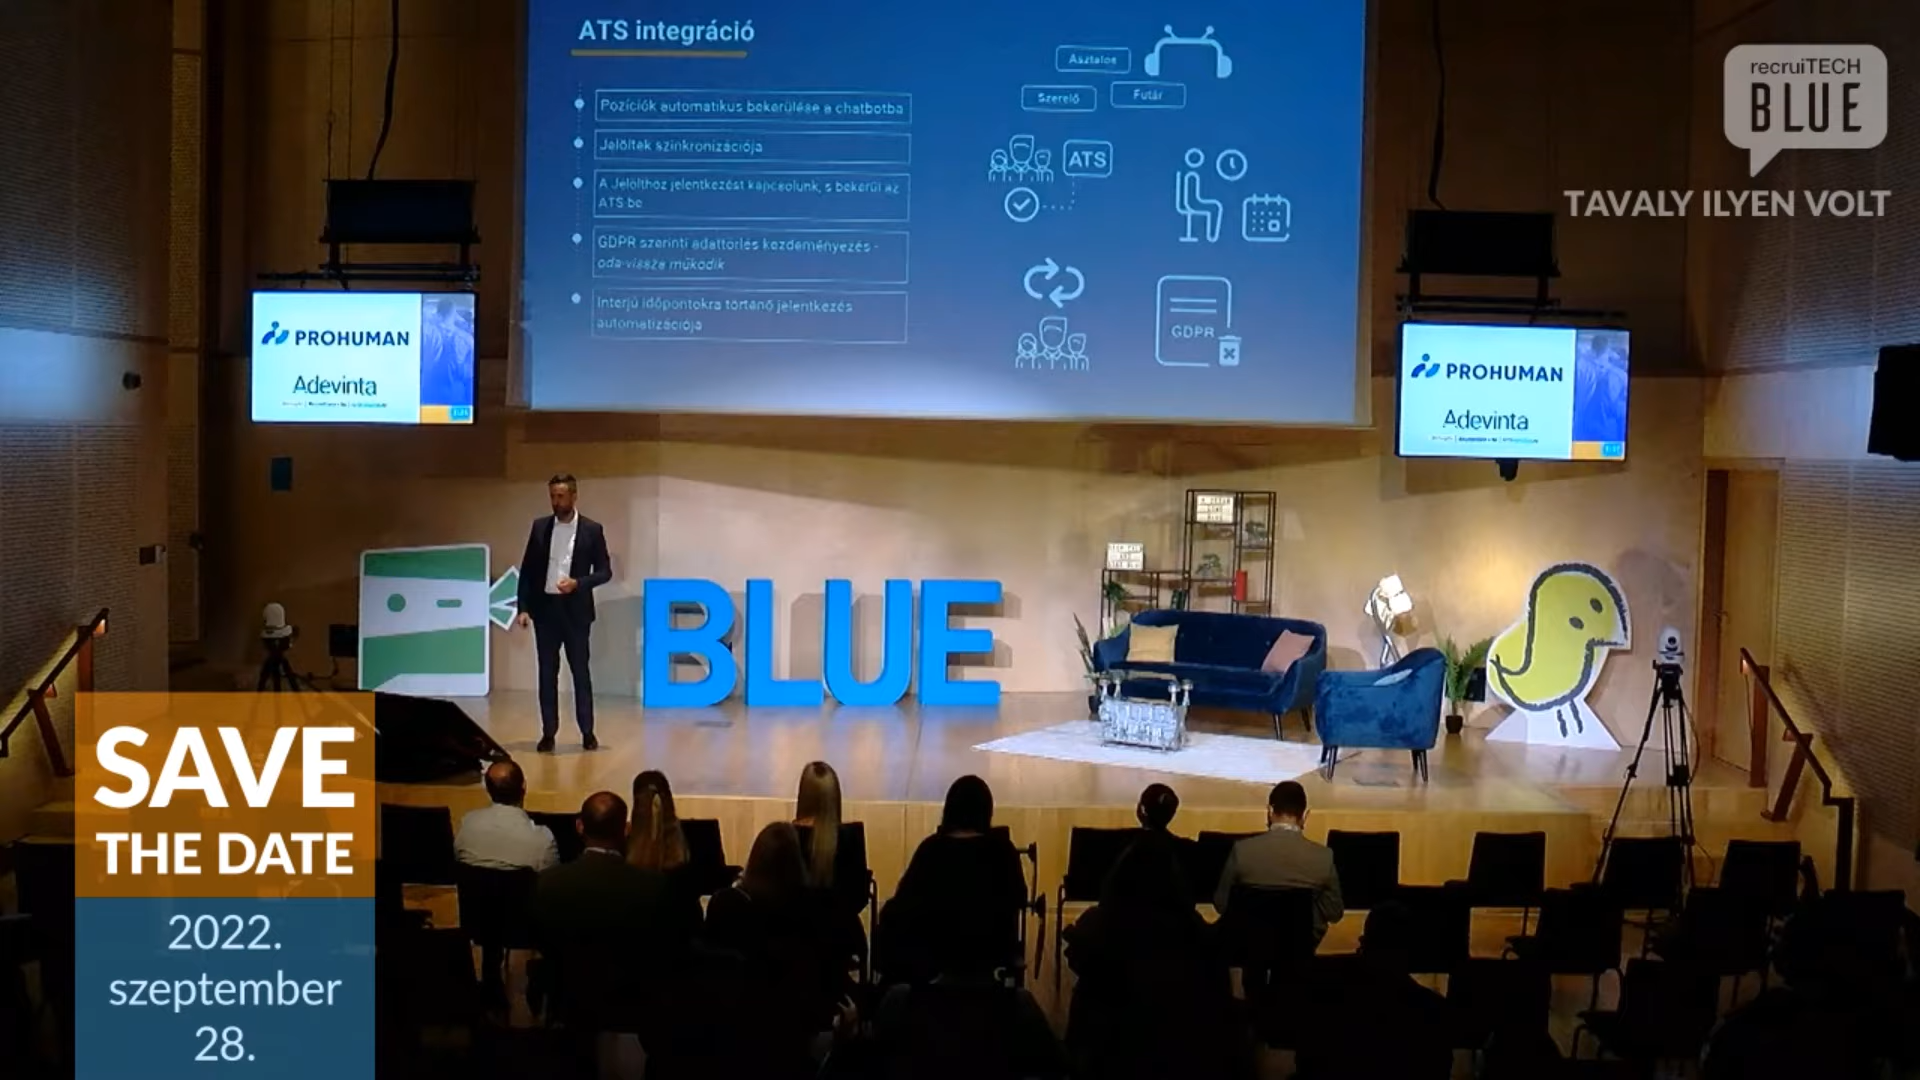 ATS integráció
Pozíciók automatikus bekerülése a chatbotba
Jelöltek szinkronizációja
A Jelölthoz jelentkezést kapcsolunk, s bekerül az
ATS be
GDPR szerinti adattörlés kezdeményezés -
oda-vissza működik
Interjú időpontokra történő jelentkezés
automatizációja
Asztalos
Szerelő
Futár
ATS
GDPR
recruiTECH
BLUE
TAVALY ILYEN VOLT
PROHUMAN
Adevinta
PROHUMAN
Adevinta
BLUE
SAVE
THE DATE
2022.
szeptember
28.